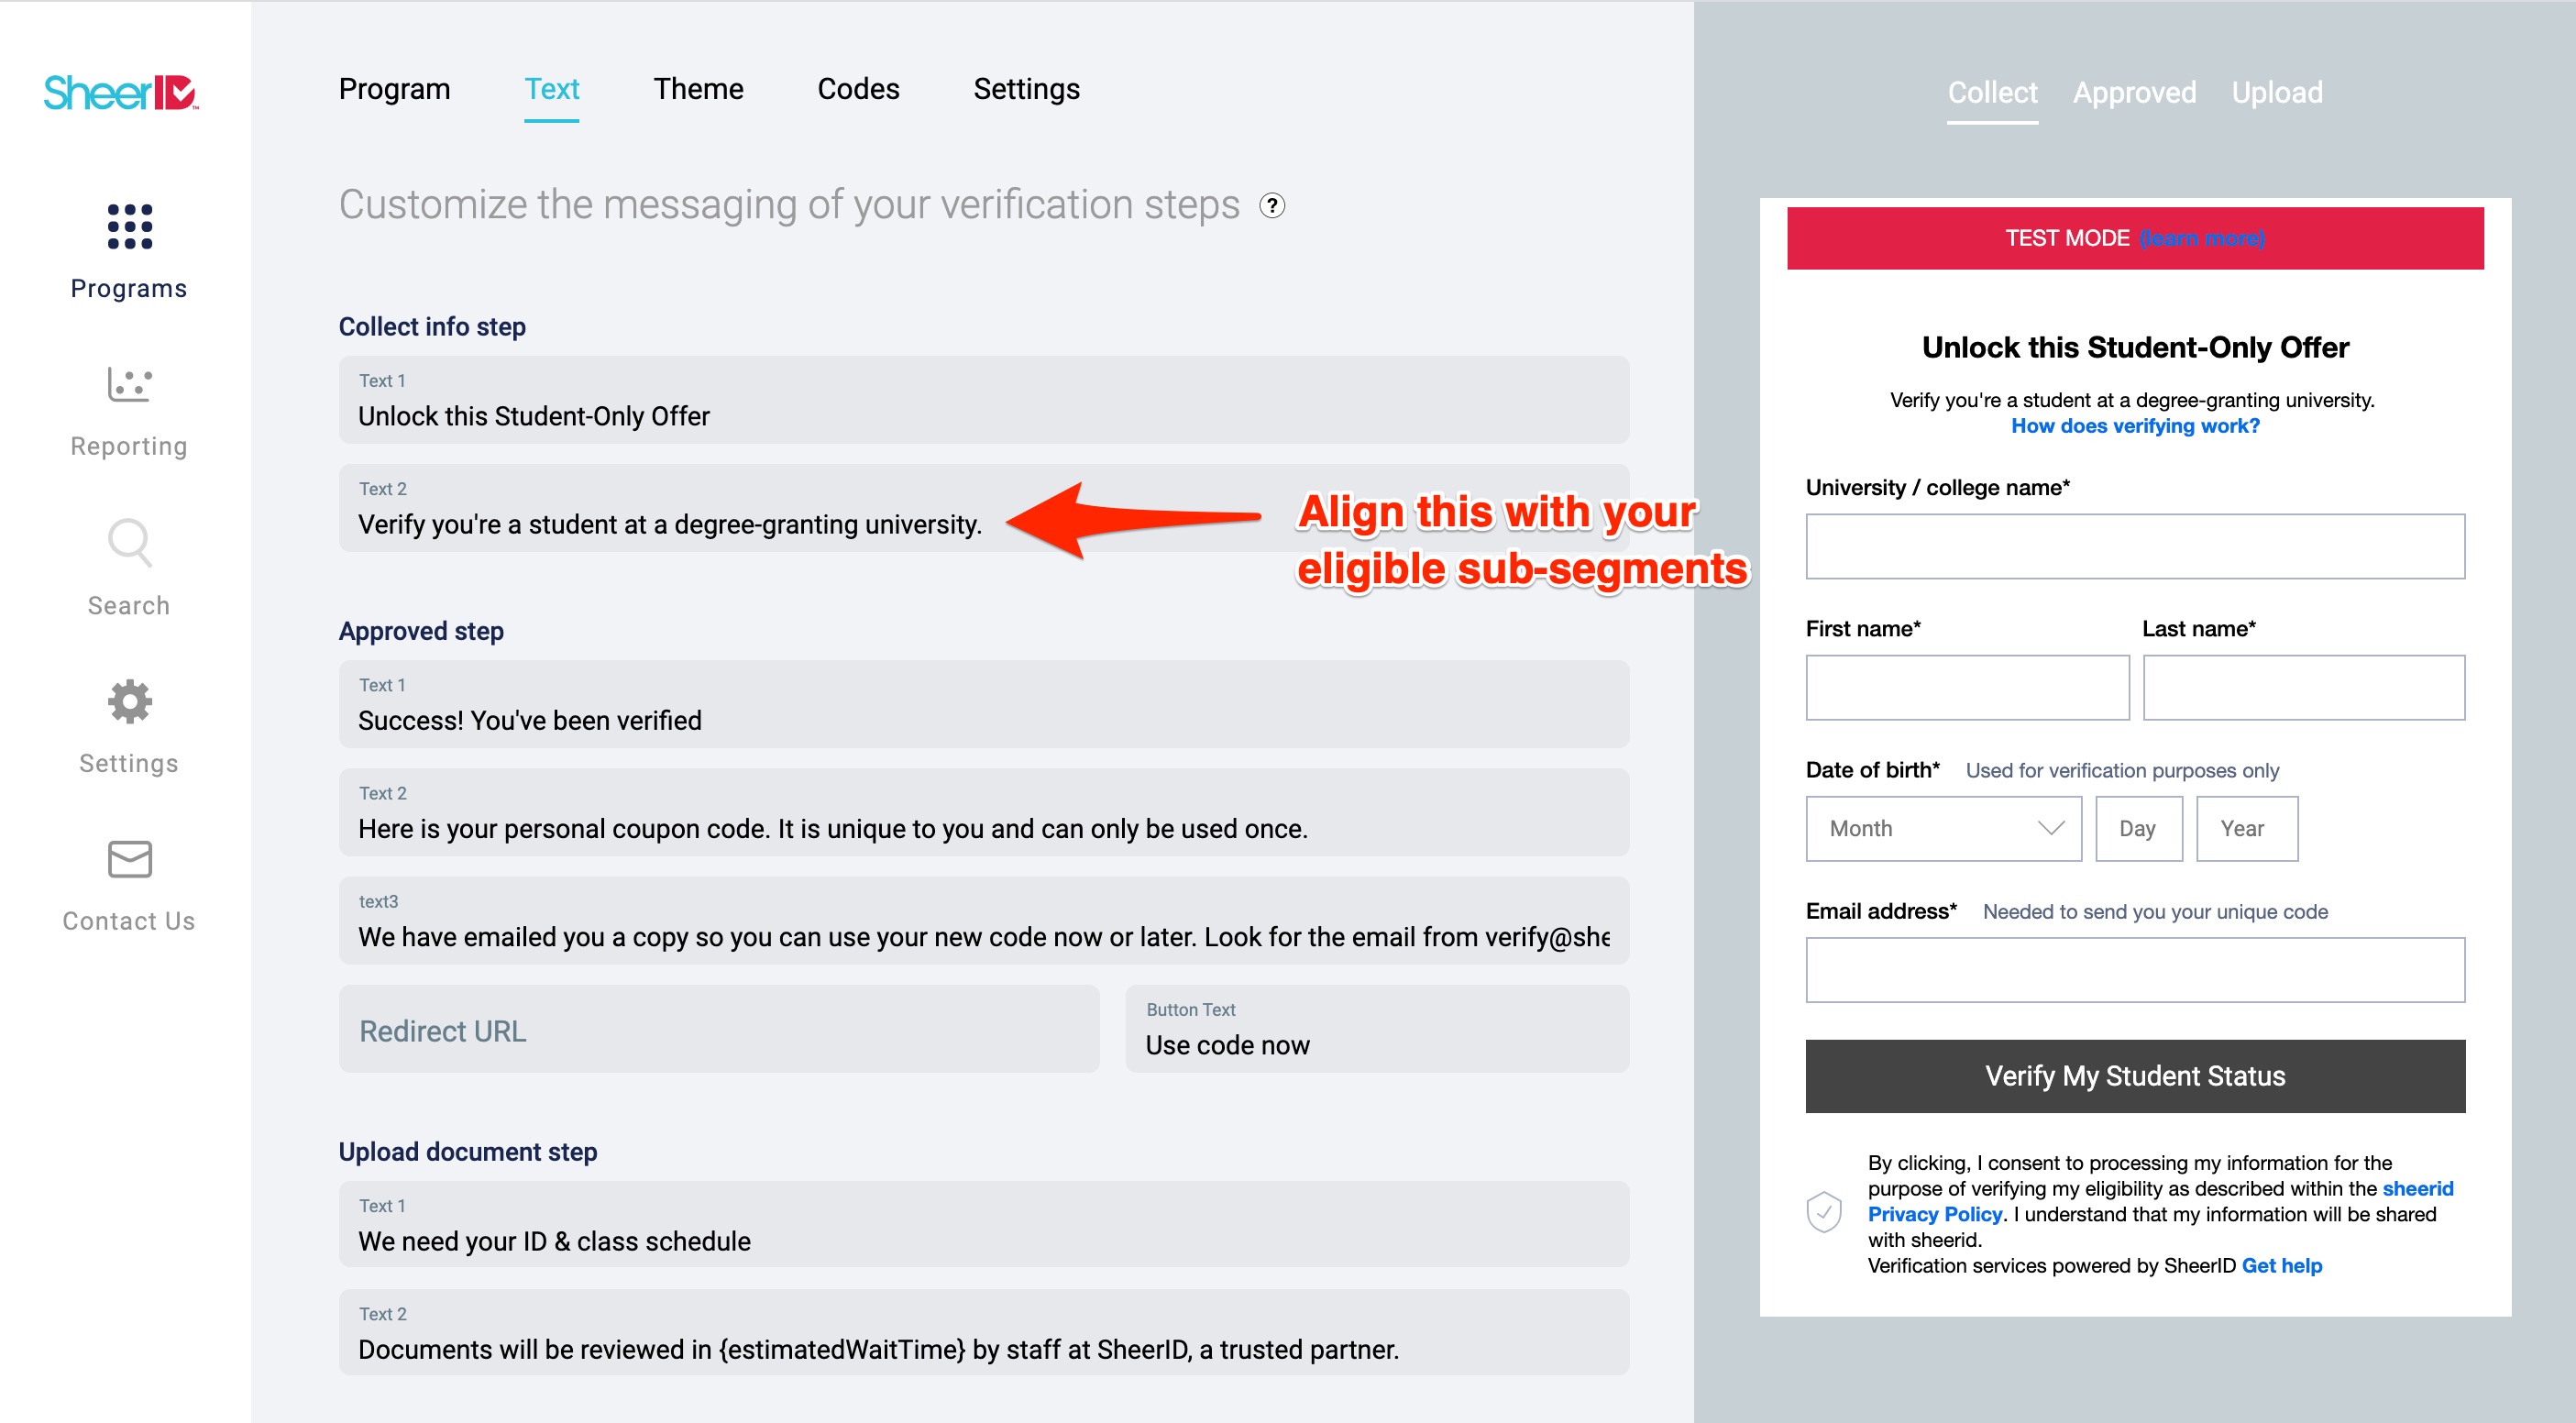 SheerID
Programs
Reporting
Search
Settings
Contact Us
Program
Text
Theme
Codes
Settings
Customize the messaging of your verification steps ?
Collect info step
Text 1
Unlock this Student-Only Offer
Text 2
Verify you're a student at a degree-granting university.
Align this with your
eligible sub-segments
Approved step
Text 1
Success! You've been verified
Text 2
Here is your personal coupon code. It is unique to you and can only be used once.
text3
We have emailed you a copy so you can use your new code now or later. Look for the email from verify@she
Redirect URL
Button Text
Use code now
Upload document step
Text 1
We need your ID & class schedule
Text 2
Documents will be reviewed in {estimatedWaitTime} by staff at SheerID, a trusted partner.
Collect
Approved
Upload
TEST MODE (learn more)
Unlock this Student-Only Offer
Verify you're a student at a degree-granting university.
How does verifying work?
University / college name*
First name*
Last name*
Date of birth* Used for verification purposes only
Month
Day
Year
Email address* Needed to send you your unique code
Verify My Student Status
By clicking, I consent to processing my information for the
purpose of verifying my eligibility as described within the sheerid
Privacy Policy. I understand that my information will be shared
with sheerid.
Verification services powered by SheerID Get help